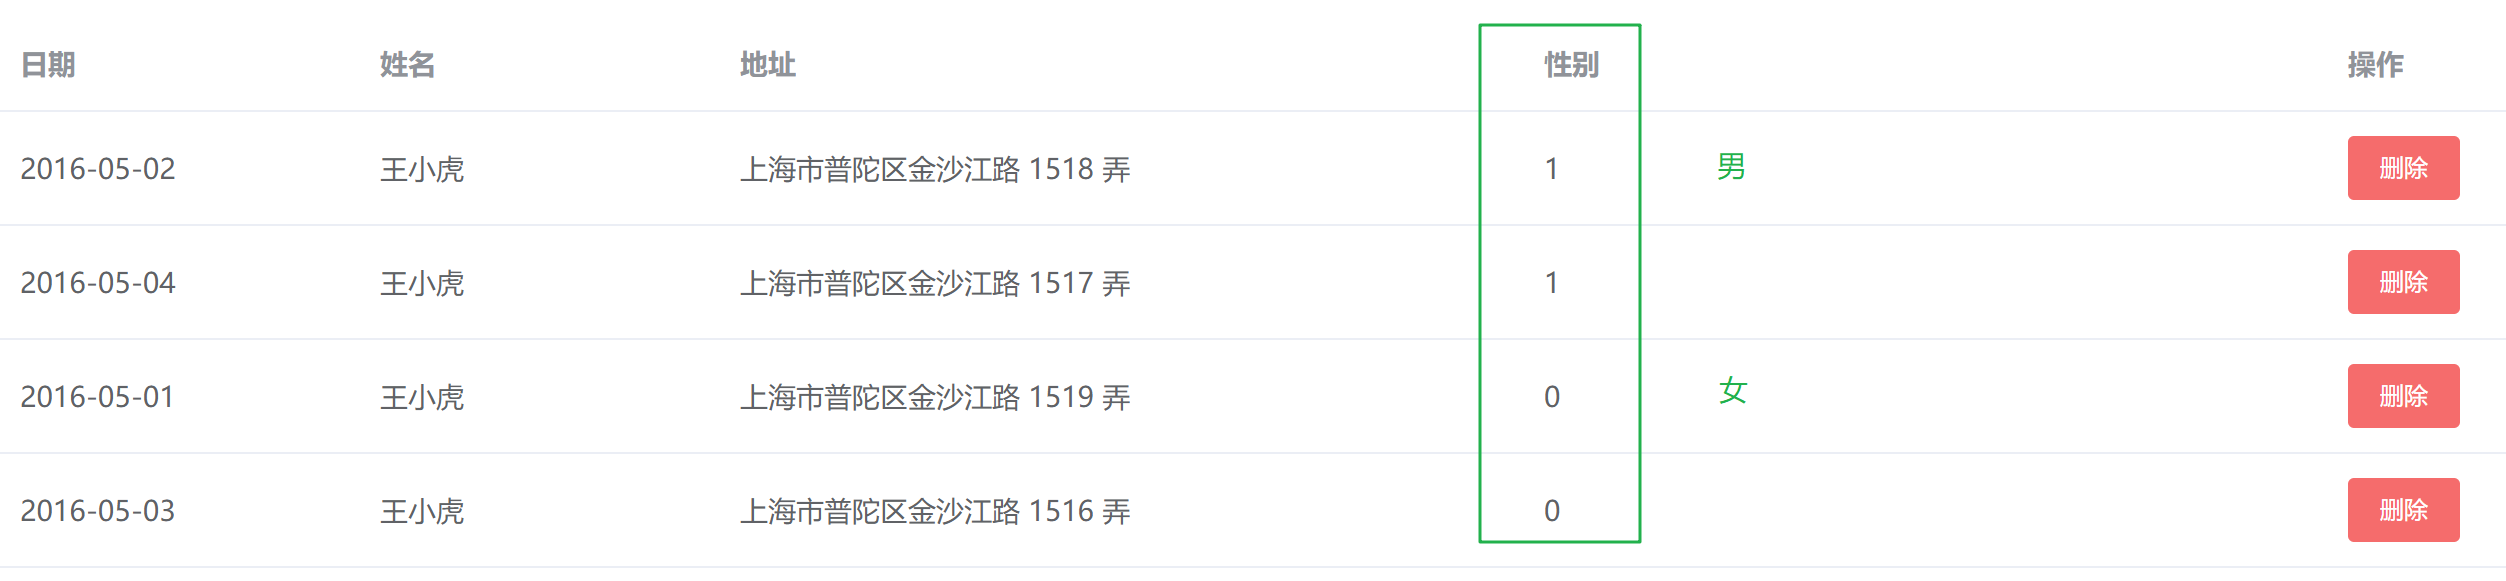 日期 姓名 地址 性别 操作
2016-05-02 王小虎 上海市普陀区金沙江路 1518 弄 1 男 删除
2016-05-04 王小虎 上海市普陀区金沙江路 1517 弄 1 删除
2016-05-01 王小虎 上海市普陀区金沙江路 1519 弄 0 女 删除
2016-05-03 王小虎 上海市普陀区金沙江路 1516 弄 0 删除